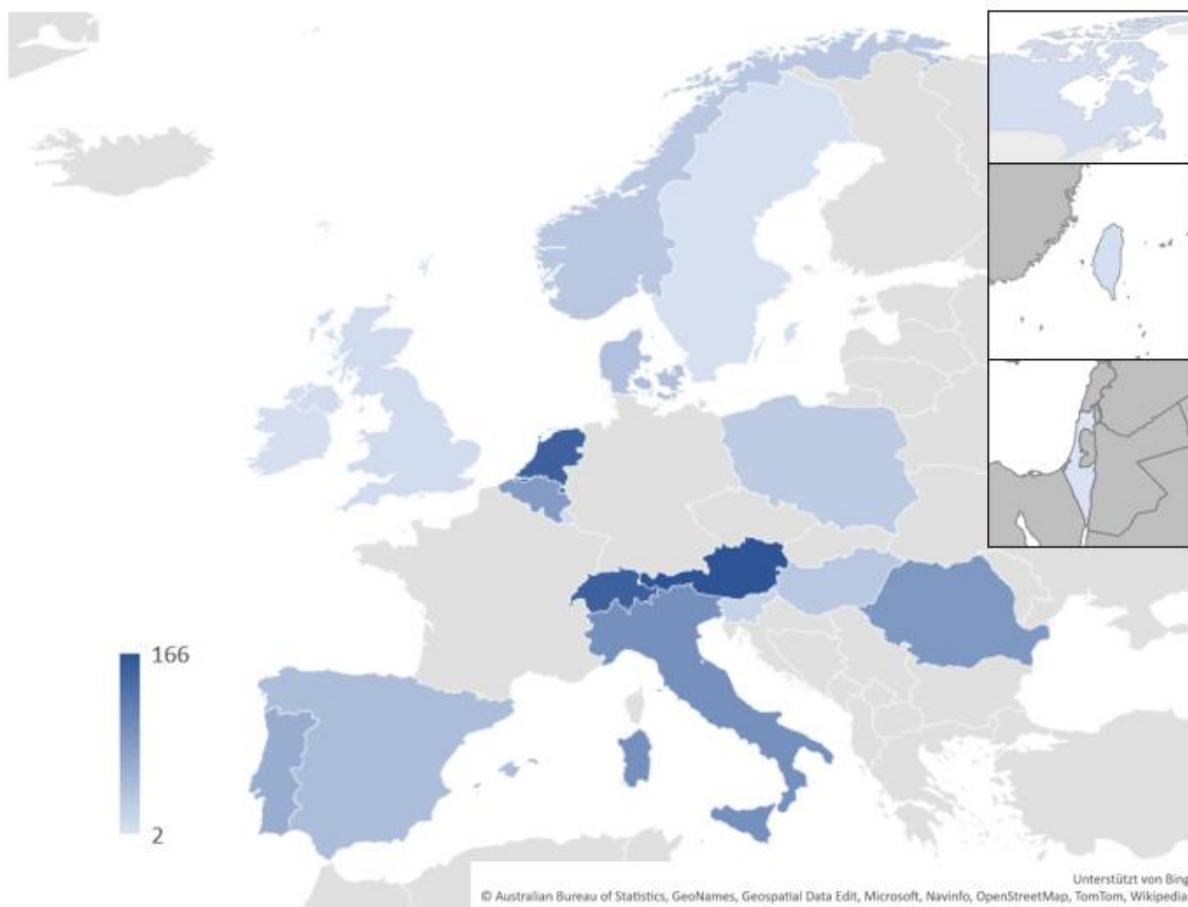 166
2
Unterstützt von Bing
© Australian Bureau of Statistics, GeoNames, Geospatial Data Edit, Microsoft, Navinfo, OpenStreetMap, TomTom, Wikipedia